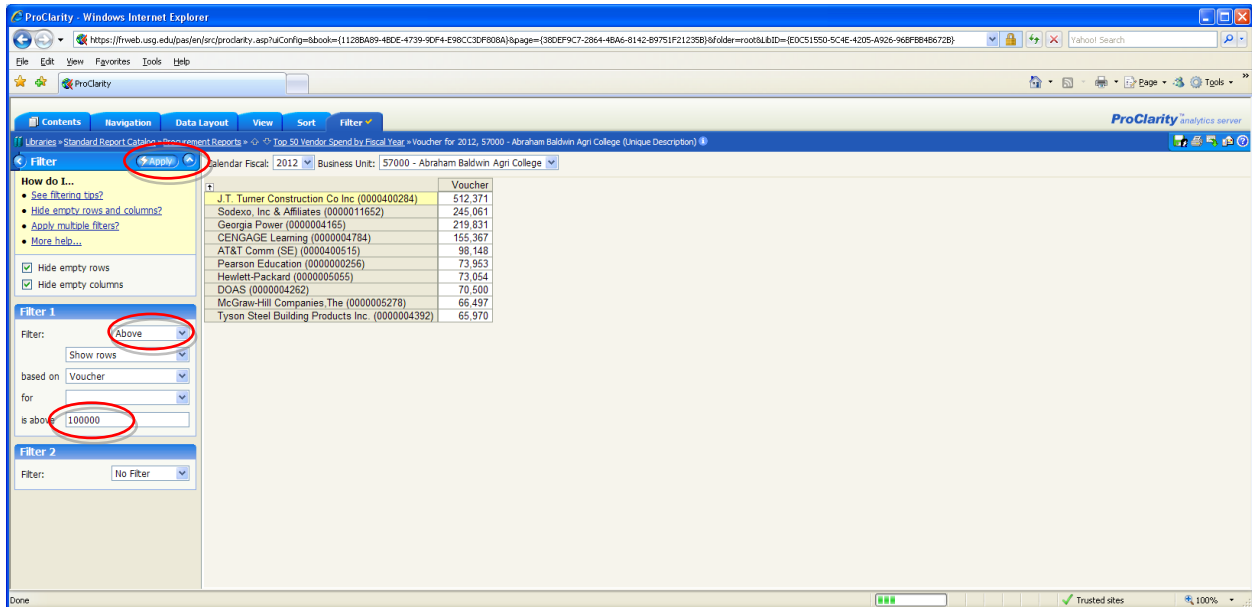 ProClarity - Windows Internet Explorer
https://frweb.usg.edu/pas/en/src/proclarity.asp?uiConfig=&book={1128BA89-4BDE-4739-9DF4-E98CC3DF808A}&page={38DEF9C7-2864-4BA6-8142-B9751F21235B}&folder=root&LibID={E0C51550-5C4E-4205-A926-96BFBB4B672B}
Yahoo! Search
File Edit View Favorites Tools Help
ProClarity
Page Tools
Contents Navigation Data Layout View Sort Filter
ProClarity analytics server
Libraries » Standard Report Catalog » Procurement Reports » Top 50 Vendor Spend by Fiscal Year » Voucher for 2012, 57000 - Abraham Baldwin Agri College (Unique Description)
Filter Apply
Calendar Fiscal: 2012 Business Unit: 57000 - Abraham Baldwin Agri College
How do I...
See filtering tips?
Hide empty rows and columns?
Apply multiple filters?
More help...
Hide empty rows
Hide empty columns
Filter 1
Filter: Above
Show rows
based on Voucher
for
is above 100000
Filter 2
Filter: No Filter
Voucher
J.T. Turner Construction Co Inc (0000400284) 512,371
Sodexo, Inc & Affiliates (0000011652) 245,061
Georgia Power (0000004165) 219,831
CENGAGE Learning (0000004784) 155,367
AT&T Comm (SE) (0000400515) 98,148
Pearson Education (0000000256) 73,953
Hewlett-Packard (0000005055) 73,054
DOAS (0000004262) 70,500
McGraw-Hill Companies,The (0000005278) 66,497
Tyson Steel Building Products Inc. (0000004392) 65,970
Done
Trusted sites
100%